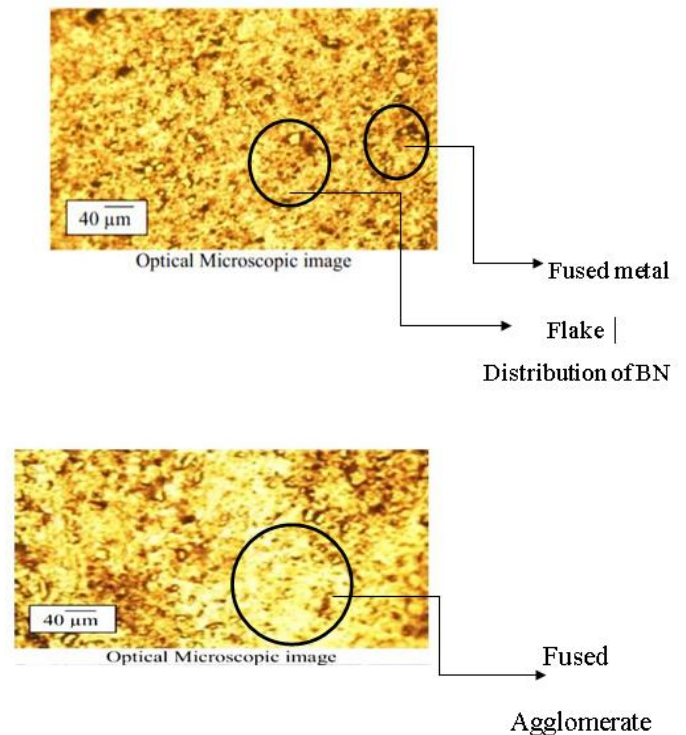 40 µm
Optical Microscopic image
Fused metal
Flake |
Distribution of BN
40 µm
Optical Microscopic image
Fused
Agglomerate